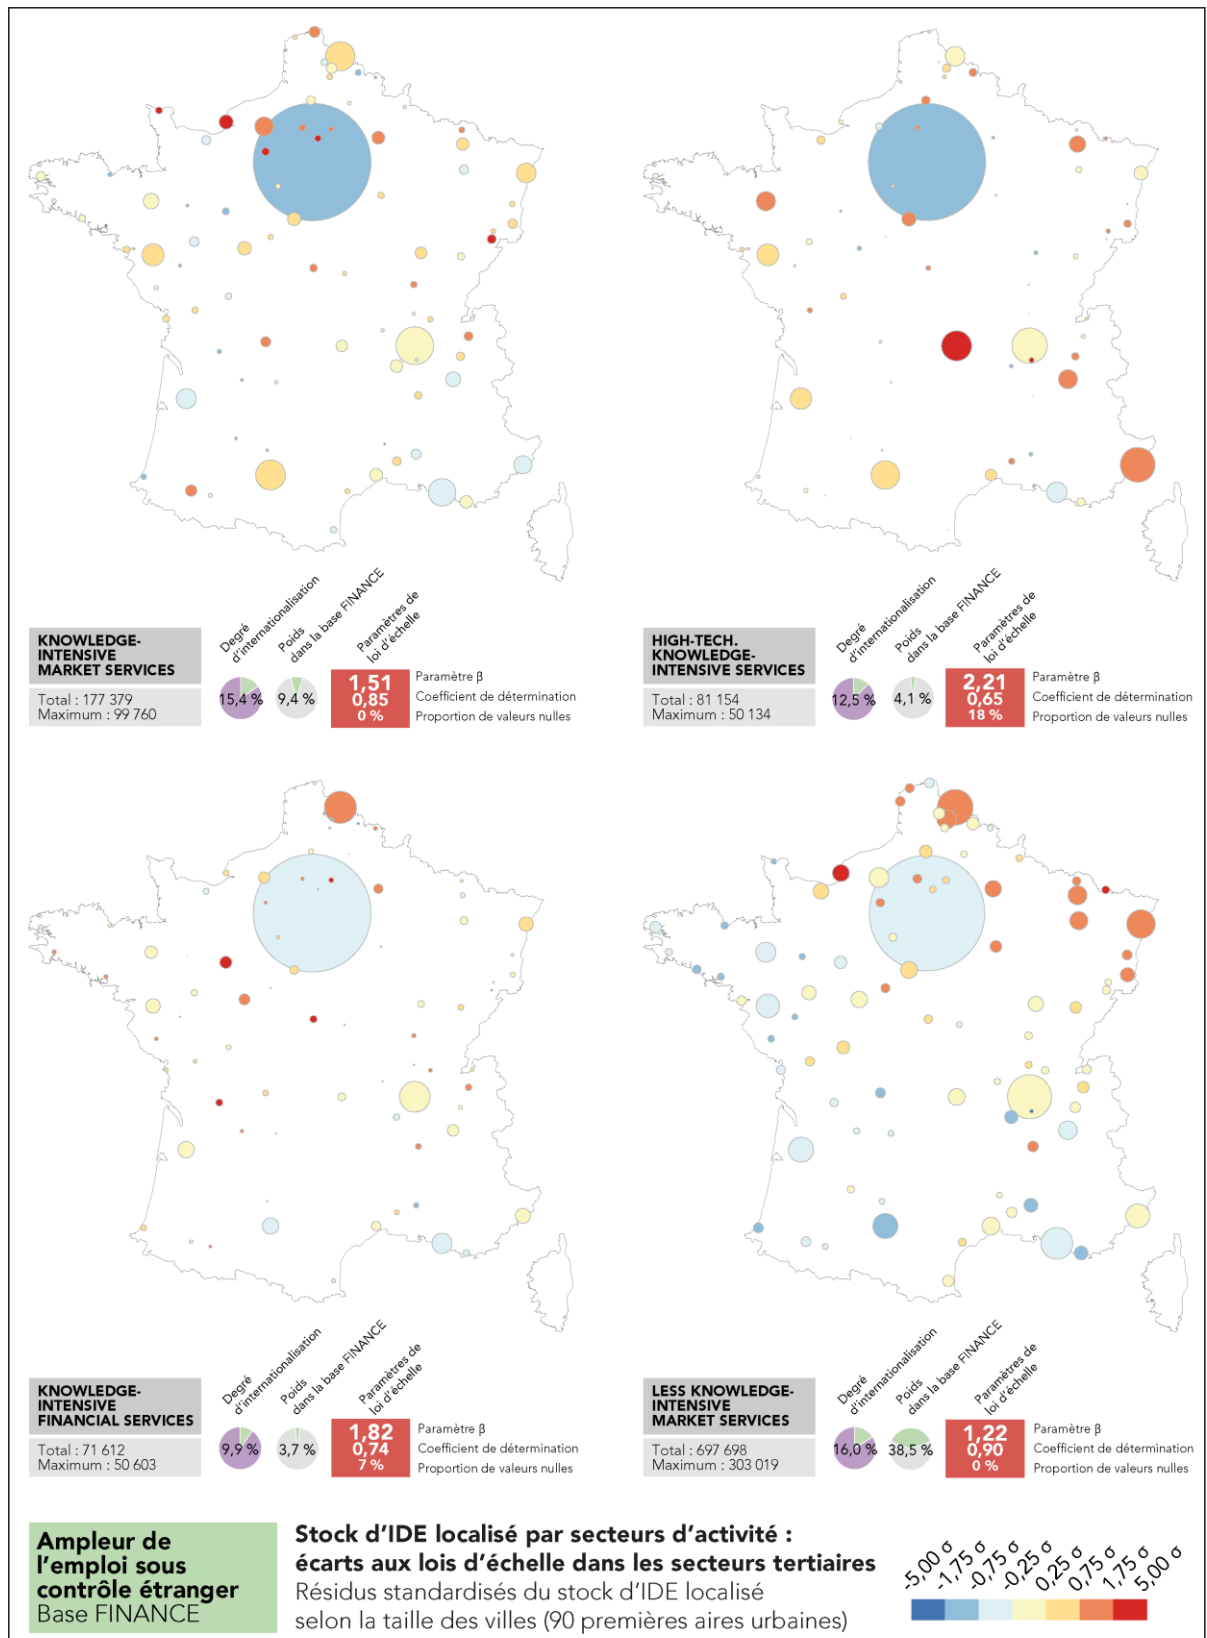 Degré
d'internationalisation
Poids
dans la base FINANCE
Paramètres de
loi d'échelle
KNOWLEDGE-
INTENSIVE
MARKET SERVICES
Total : 177 379
Maximum : 99 760
15,4 %
9,4 %
1,51
0,85
0 %
Paramètre β
Coefficient de détermination
Proportion de valeurs nulles
Degré
d'internationalisation
Poids
dans la base FINANCE
Paramètres de
loi d'échelle
HIGH-TECH.
KNOWLEDGE-
INTENSIVE SERVICES
Total : 81 154
Maximum : 50 134
12,5 %
4,1 %
2,21
0,65
18 %
Paramètre β
Coefficient de détermination
Proportion de valeurs nulles
Degré
d'internationalisation
Poids
dans la base FINANCE
Paramètres de
loi d'échelle
KNOWLEDGE-
INTENSIVE
FINANCIAL SERVICES
Total : 71 612
Maximum : 50 603
9,9 %
3,7 %
1,82
0,74
7 %
Paramètre β
Coefficient de détermination
Proportion de valeurs nulles
Degré
d'internationalisation
Poids
dans la base FINANCE
Paramètres de
loi d'échelle
LESS KNOWLEDGE-
INTENSIVE
MARKET SERVICES
Total : 697 698
Maximum : 303 019
16,0 %
38,5 %
1,22
0,90
0 %
Paramètre β
Coefficient de détermination
Proportion de valeurs nulles
Ampleur de
l'emploi sous
contrôle étranger
Base FINANCE
Stock d'IDE localisé par secteurs d'activité :
écarts aux lois d'échelle dans les secteurs tertiaires
Résidus standardisés du stock d'IDE localisé
selon la taille des villes (90 premières aires urbaines)
-5,00 σ
-1,75 σ
-0,75 σ
-0,25 σ
0,25 σ
0,75 σ
1,75 σ
5,00 σ